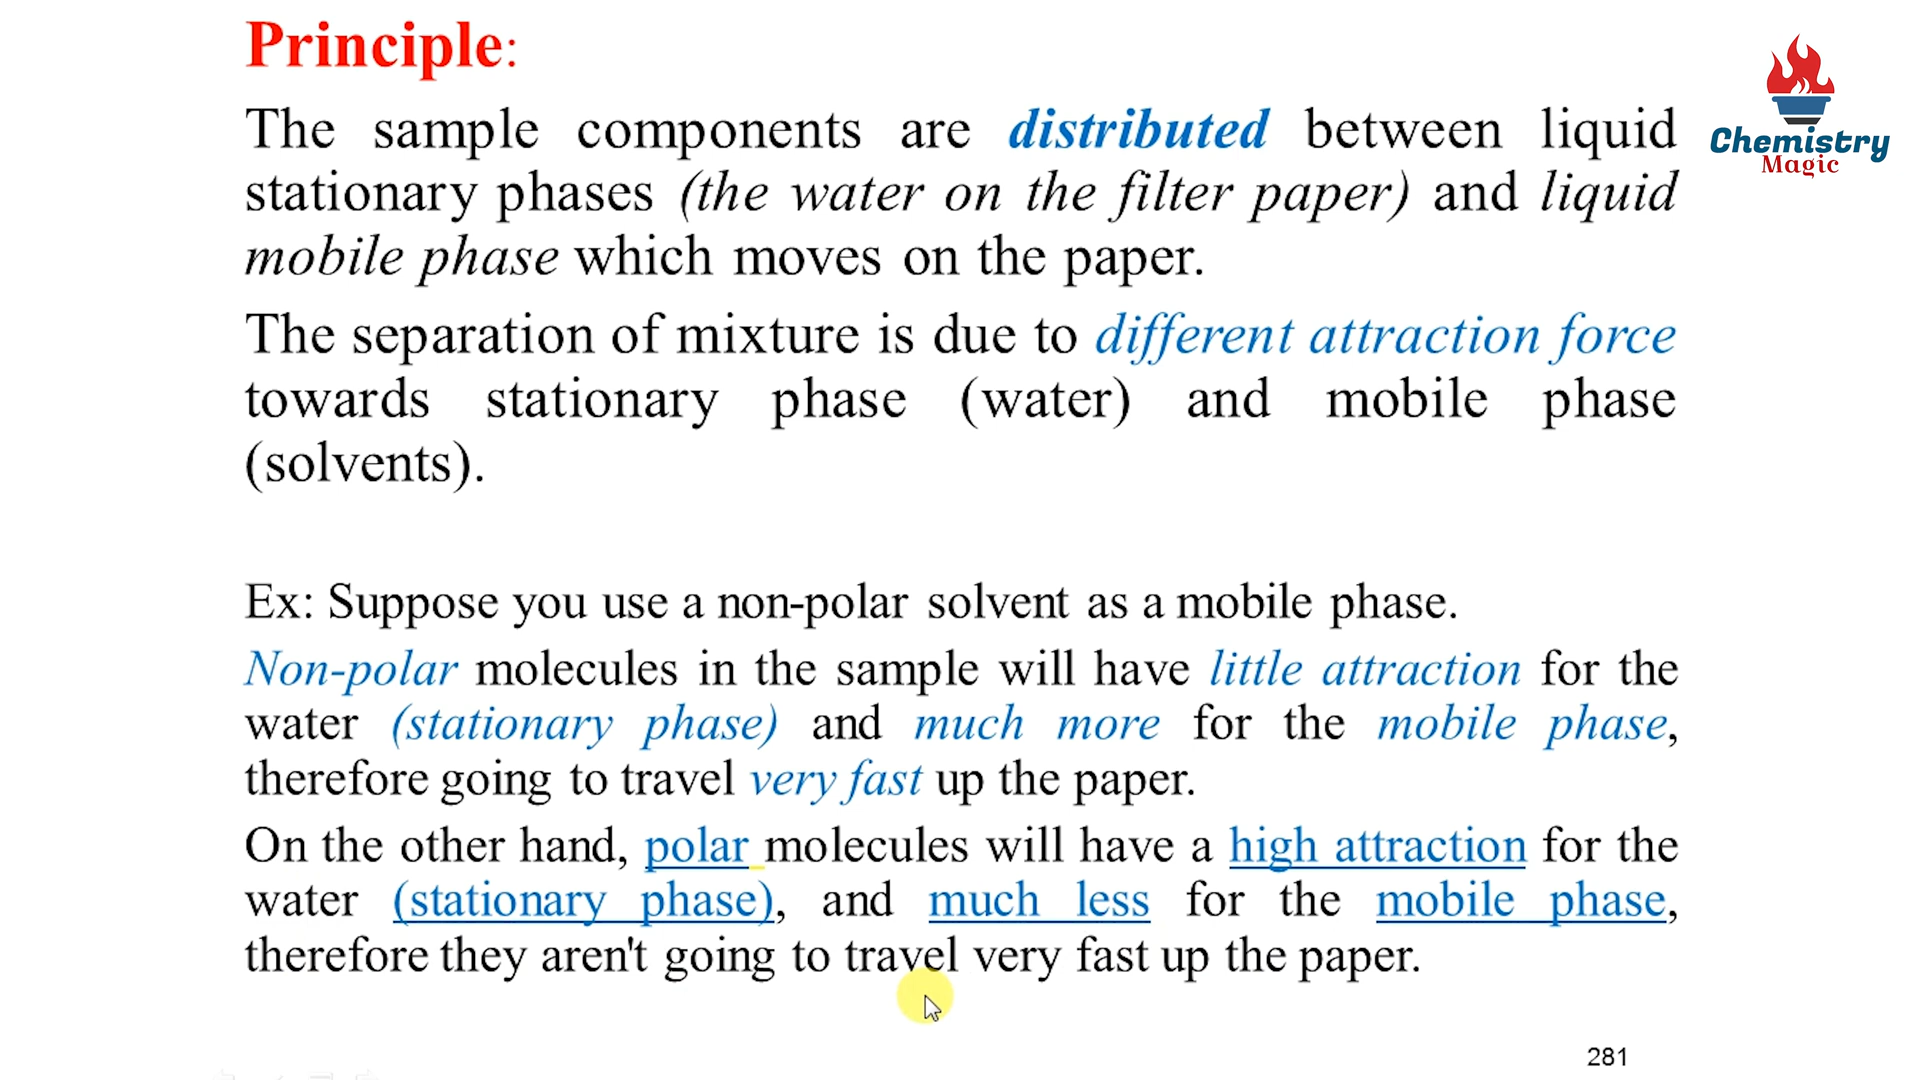 Principle:
Chemistry
Magic
The sample components are distributed between liquid
stationary phases (the water on the filter paper) and liquid
mobile phase which moves on the paper.
The separation of mixture is due to different attraction force
towards stationary phase (water) and mobile phase
(solvents).
Ex: Suppose you use a non-polar solvent as a mobile phase.
Non-polar molecules in the sample will have little attraction for the
water (stationary phase) and much more for the mobile phase,
therefore going to travel very fast up the paper.
On the other hand, polar molecules will have a high attraction for the
water (stationary phase), and much less for the mobile phase,
therefore they aren't going to travel very fast up the paper.
281